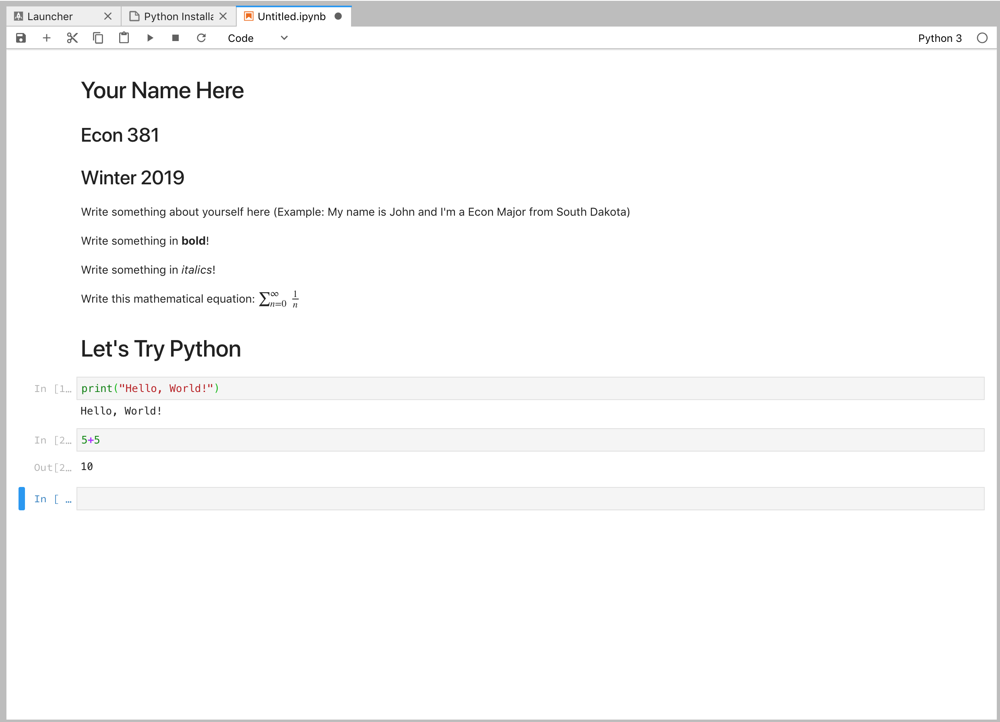 Launcher
Python Installa
Untitled.ipynb
Code
Python 3
Your Name Here
Econ 381
Winter 2019
Write something about yourself here (Example: My name is John and I'm a Econ Major from South Dakota)
Write something in bold!
Write something in italics!
Write this mathematical equation: ∑∞n=0 1/n
Let's Try Python
In [1… print("Hello, World!")
Hello, World!
In [2… 5+5
Out[2… 10
In [ …